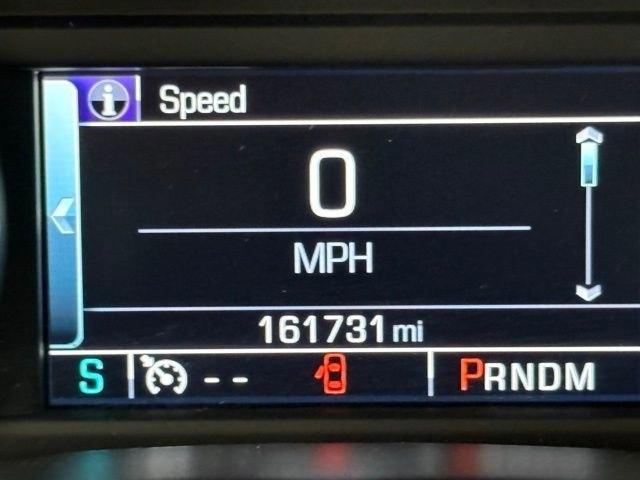 i Speed
0
MPH
161731 mi
S -- PRNDM